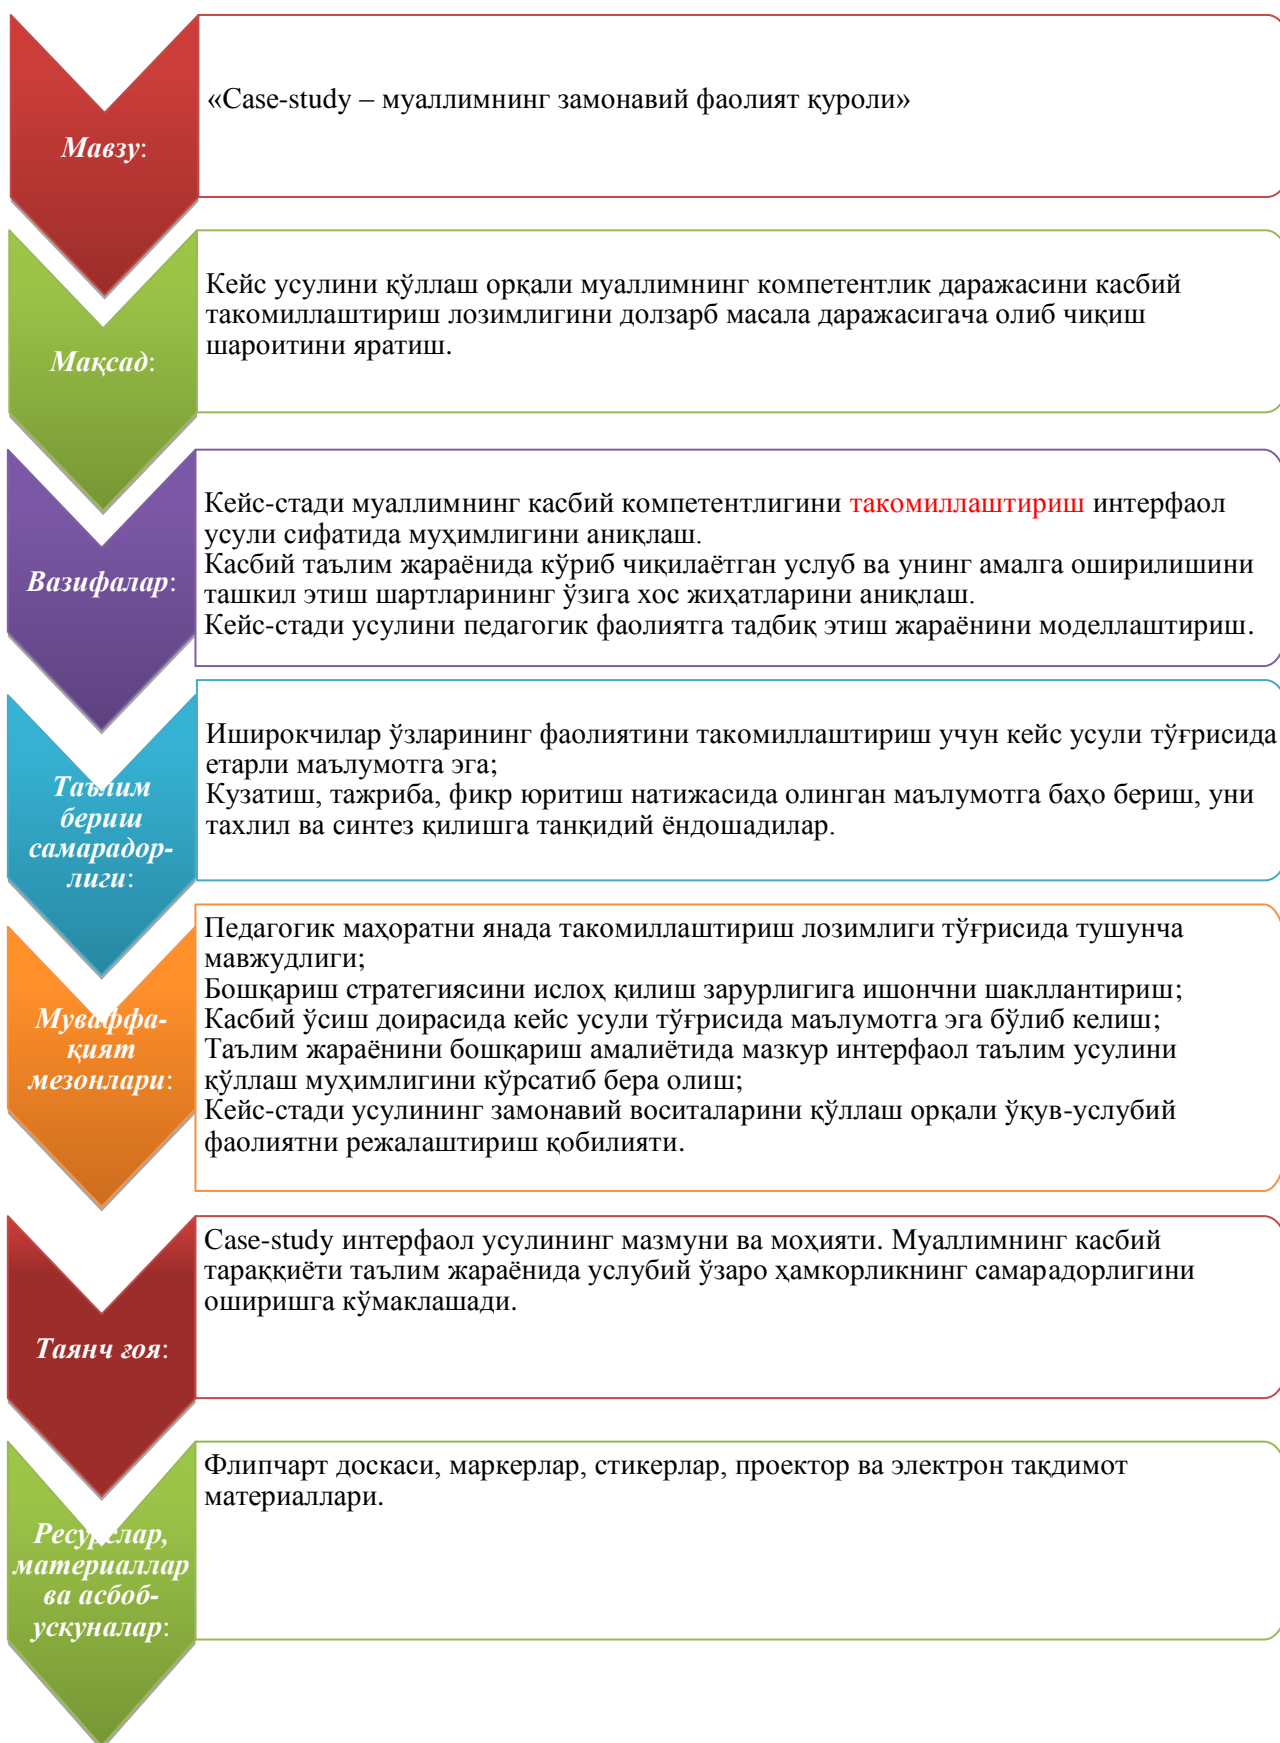 Мавзу:
«Case-study – муаллимнинг замонавий фаолият қуроли»
Мақсад:
Кейс усулини қўллаш орқали муаллимнинг компетентлик даражасини касбий
такомиллаштириш лозимлигини долзарб масала даражасигача олиб чиқиш
шароитини яратиш.
Вазифалар:
Кейс-стади муаллимнинг касбий компетентлигини такомиллаштириш интерфаол
усули сифатида муҳимлигини аниқлаш.
Касбий таълим жараёнида кўриб чиқилаётган услуб ва унинг амалга оширилишини
ташкил этиш шартларининг ўзига хос жиҳатларини аниқлаш.
Кейс-стади усулини педагогик фаолиятга тадбиқ этиш жараёнини моделлаштириш.
Таълим
бериш
самарадор-
лиги:
Иширокчилар ўзларининг фаолиятини такомиллаштириш учун кейс усули тўғрисида
етарли маълумотга эга;
Кузатиш, тажриба, фикр юритиш натижасида олинган маълумотга баҳо бериш, уни
тахлил ва синтез қилишга танқидий ёндошадилар.
Муваффа-
қият
мезонлари:
Педагогик маҳоратни янада такомиллаштириш лозимлиги тўғрисида тушунча
мавжудлиги;
Бошқариш стратегиясини ислоҳ қилиш зарурлигига ишончни шакллантириш;
Касбий ўсиш доирасида кейс усули тўғрисида маълумотга эга бўлиб келиш;
Таълим жараёнини бошқариш амалиётида мазкур интерфаол таълим усулини
қўллаш муҳимлигини кўрсатиб бера олиш;
Кейс-стади усулининг замонавий воситаларини қўллаш орқали ўқув-услубий
фаолиятни режалаштириш қобилияти.
Таянч ғоя:
Case-study интерфаол усулининг мазмуни ва моҳияти. Муаллимнинг касбий
тараққиёти таълим жараёнида услубий ўзаро ҳамкорликнинг самарадорлигини
оширишга кўмаклашади.
Ресурслар,
материаллар
ва асбоб-
ускуналар:
Флипчарт доскаси, маркерлар, стикерлар, проектор ва электрон тақдимот
материаллари.